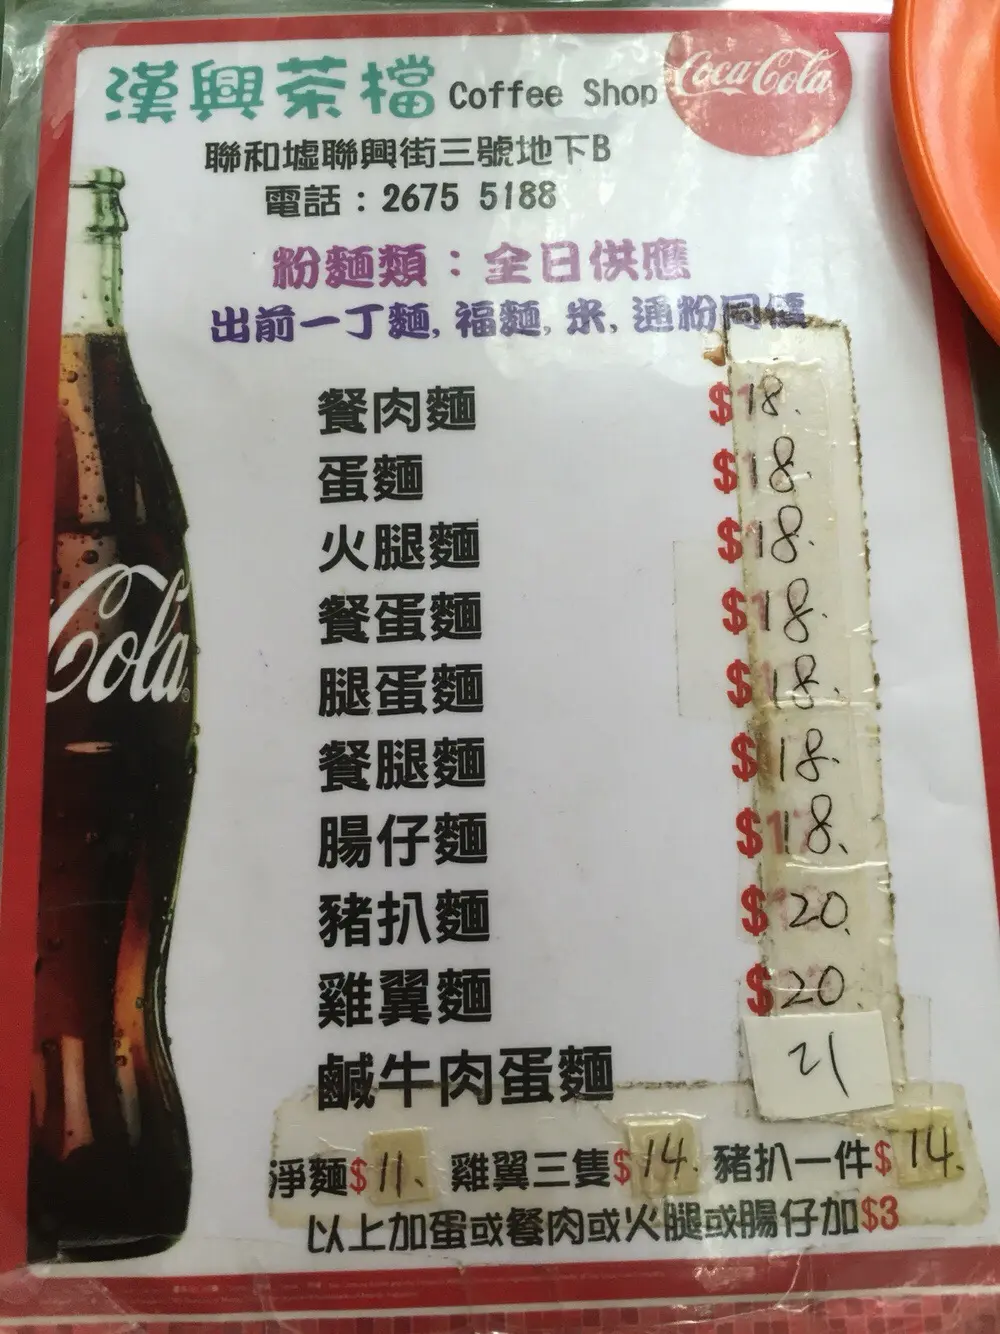 漢興茶檔 Coffee Shop
Coca-Cola
聯和墟聯興街三號地下B
電話：2675 5188
粉麵類：全日供應
出前一丁麵, 福麵, 米, 通粉同價
餐肉麵 $18.
蛋麵 $18.
火腿麵 $18.
餐蛋麵 $18.
腿蛋麵 $18.
餐腿麵 $18.
腸仔麵 $18.
豬扒麵 $20.
雞翼麵 $20.
鹹牛肉蛋麵 21
淨麵$11. 雞翼三隻$14. 豬扒一件$14.
以上加蛋或餐肉或火腿或腸仔加$3
Cola